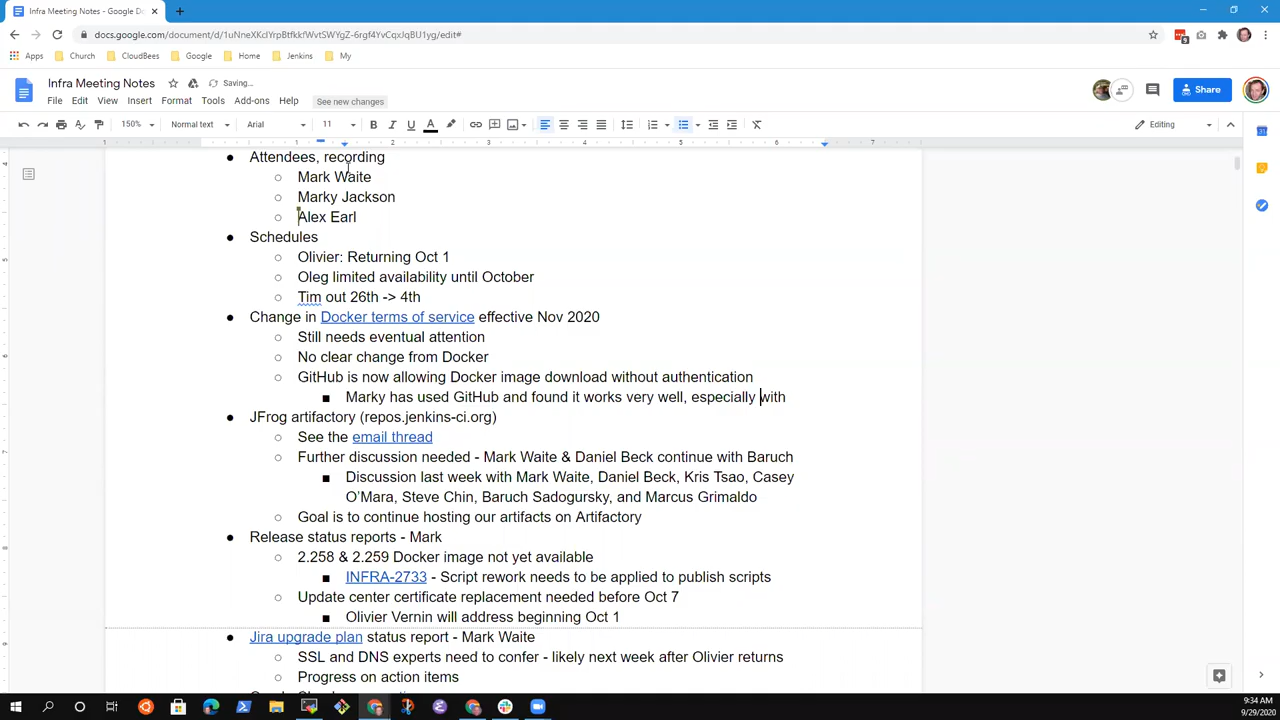 Infra Meeting Notes - Google Do
docs.google.com/document/d/
Apps Church CloudBees Google Home Jenkins My
Infra Meeting Notes Saving...
File Edit View Insert Format Tools Add-ons Help See new changes
Share
150% Normal text Arial 11 B I U A Editing
1 1 2 3 4 5 6 7
Attendees, recording
Mark Waite
Marky Jackson
Alex Earl
Schedules
Olivier: Returning Oct 1
Oleg limited availability until October
Tim out 26th -> 4th
Change in Docker terms of service effective Nov 2020
Still needs eventual attention
No clear change from Docker
GitHub is now allowing Docker image download without authentication
Marky has used GitHub and found it works very well, especially with
JFrog artifactory (repos.jenkins-ci.org)
See the email thread
Further discussion needed - Mark Waite & Daniel Beck continue with Baruch
Discussion last week with Mark Waite, Daniel Beck, Kris Tsao, Casey
O'Mara, Steve Chin, Baruch Sadogursky, and Marcus Grimaldo
Goal is to continue hosting our artifacts on Artifactory
Release status reports - Mark
2.258 & 2.259 Docker image not yet available
INFRA-2733 - Script rework needs to be applied to publish scripts
Update center certificate replacement needed before Oct 7
Olivier Vernin will address beginning Oct 1
Jira upgrade plan status report - Mark Waite
SSL and DNS experts need to confer - likely next week after Olivier returns
Progress on action items
9:34 AM
9/29/2020